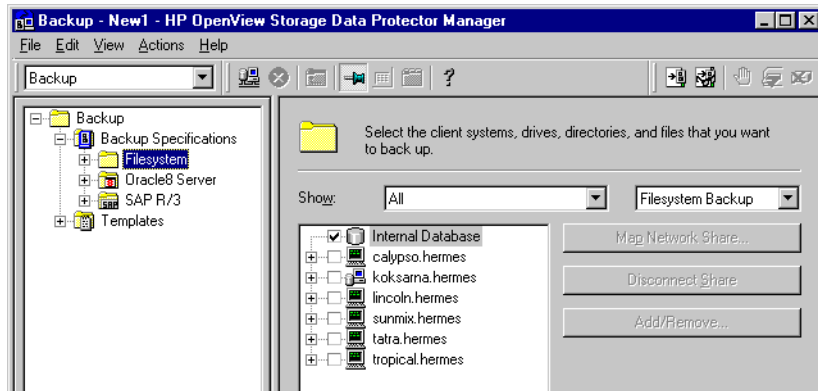 Backup - New1 - HP OpenView Storage Data Protector Manager
File Edit View Actions Help
Backup
?
Backup
Backup Specifications
Filesystem
Oracle8 Server
SAP R/3
Templates
Select the client systems, drives, directories, and files that you want
to back up.
Show: All Filesystem Backup
Internal Database
calypso.hermes
koksarna.hermes
lincoln.hermes
sunmix.hermes
tatra.hermes
tropical.hermes
Map Network Share...
Disconnect Share
Add/Remove...